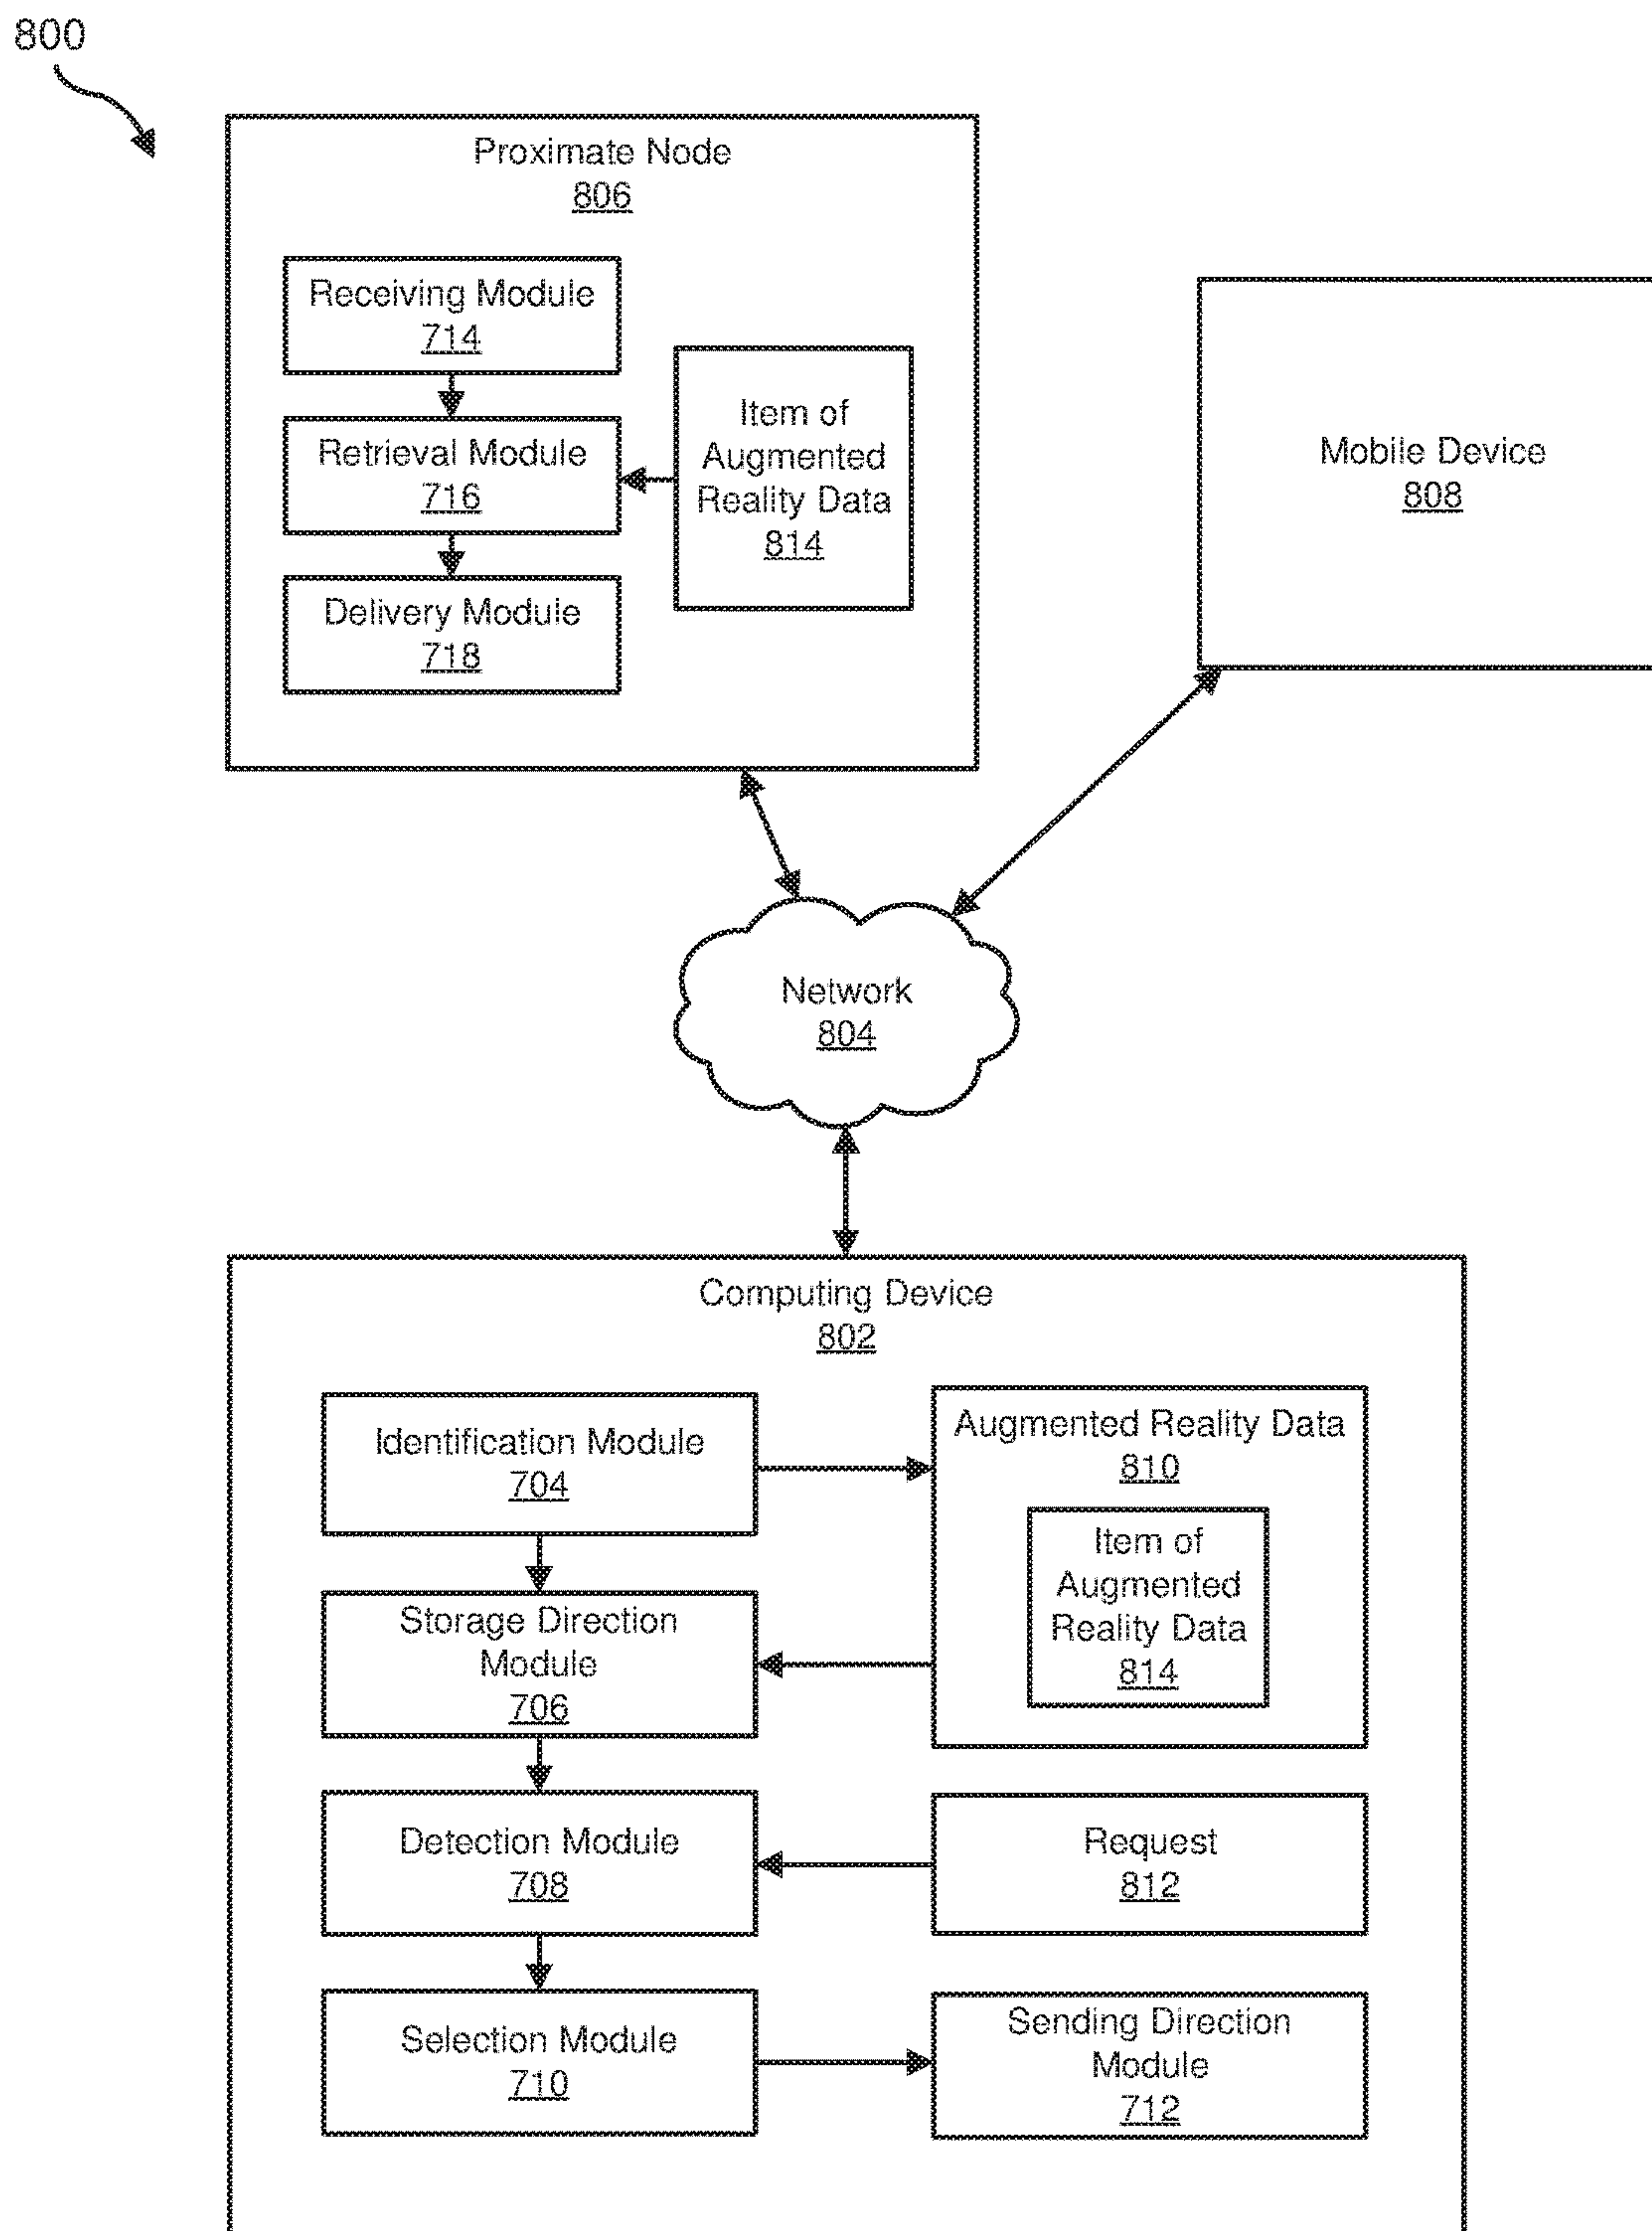 800
Proximate Node
806
Receiving Module
714
Retrieval Module
716
Delivery Module
718
Item of
Augmented
Reality Data
814
Mobile Device
808
Network
804
Computing Device
802
Identification Module
704
Augmented Reality Data
810
Item of
Augmented
Reality Data
814
Storage Direction
Module
706
Detection Module
708
Request
812
Selection Module
710
Sending Direction
Module
712